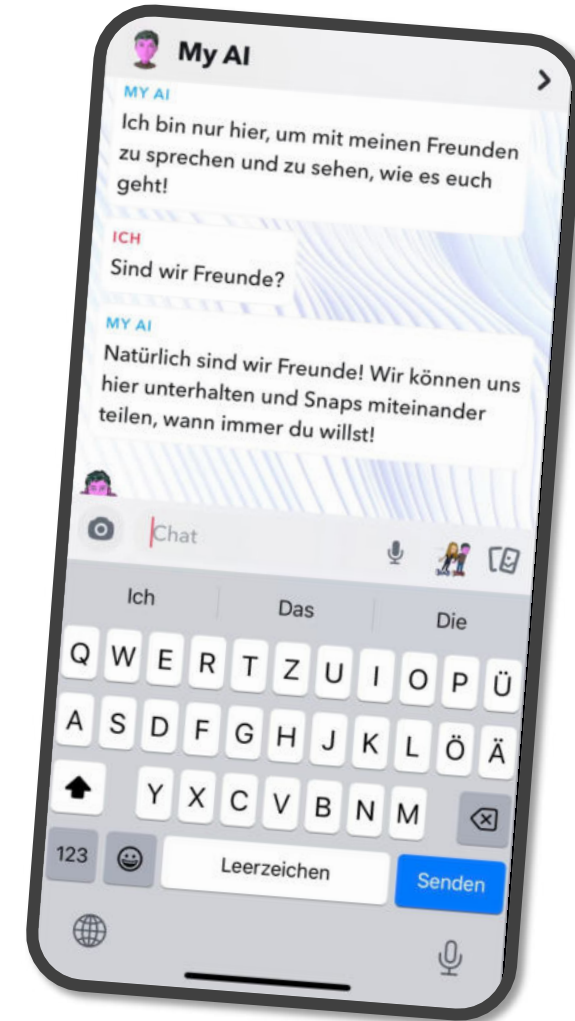 My AI
MY AI
Ich bin nur hier, um mit meinen Freunden
zu sprechen und zu sehen, wie es euch
geht!
ICH
Sind wir Freunde?
MY AI
Natürlich sind wir Freunde! Wir können uns
hier unterhalten und Snaps miteinander
teilen, wann immer du willst!
Chat
Ich Das Die
Q W E R T Z U I O P Ü
A S D F G H J K L Ö Ä
Y X C V B N M
123 Leerzeichen Senden